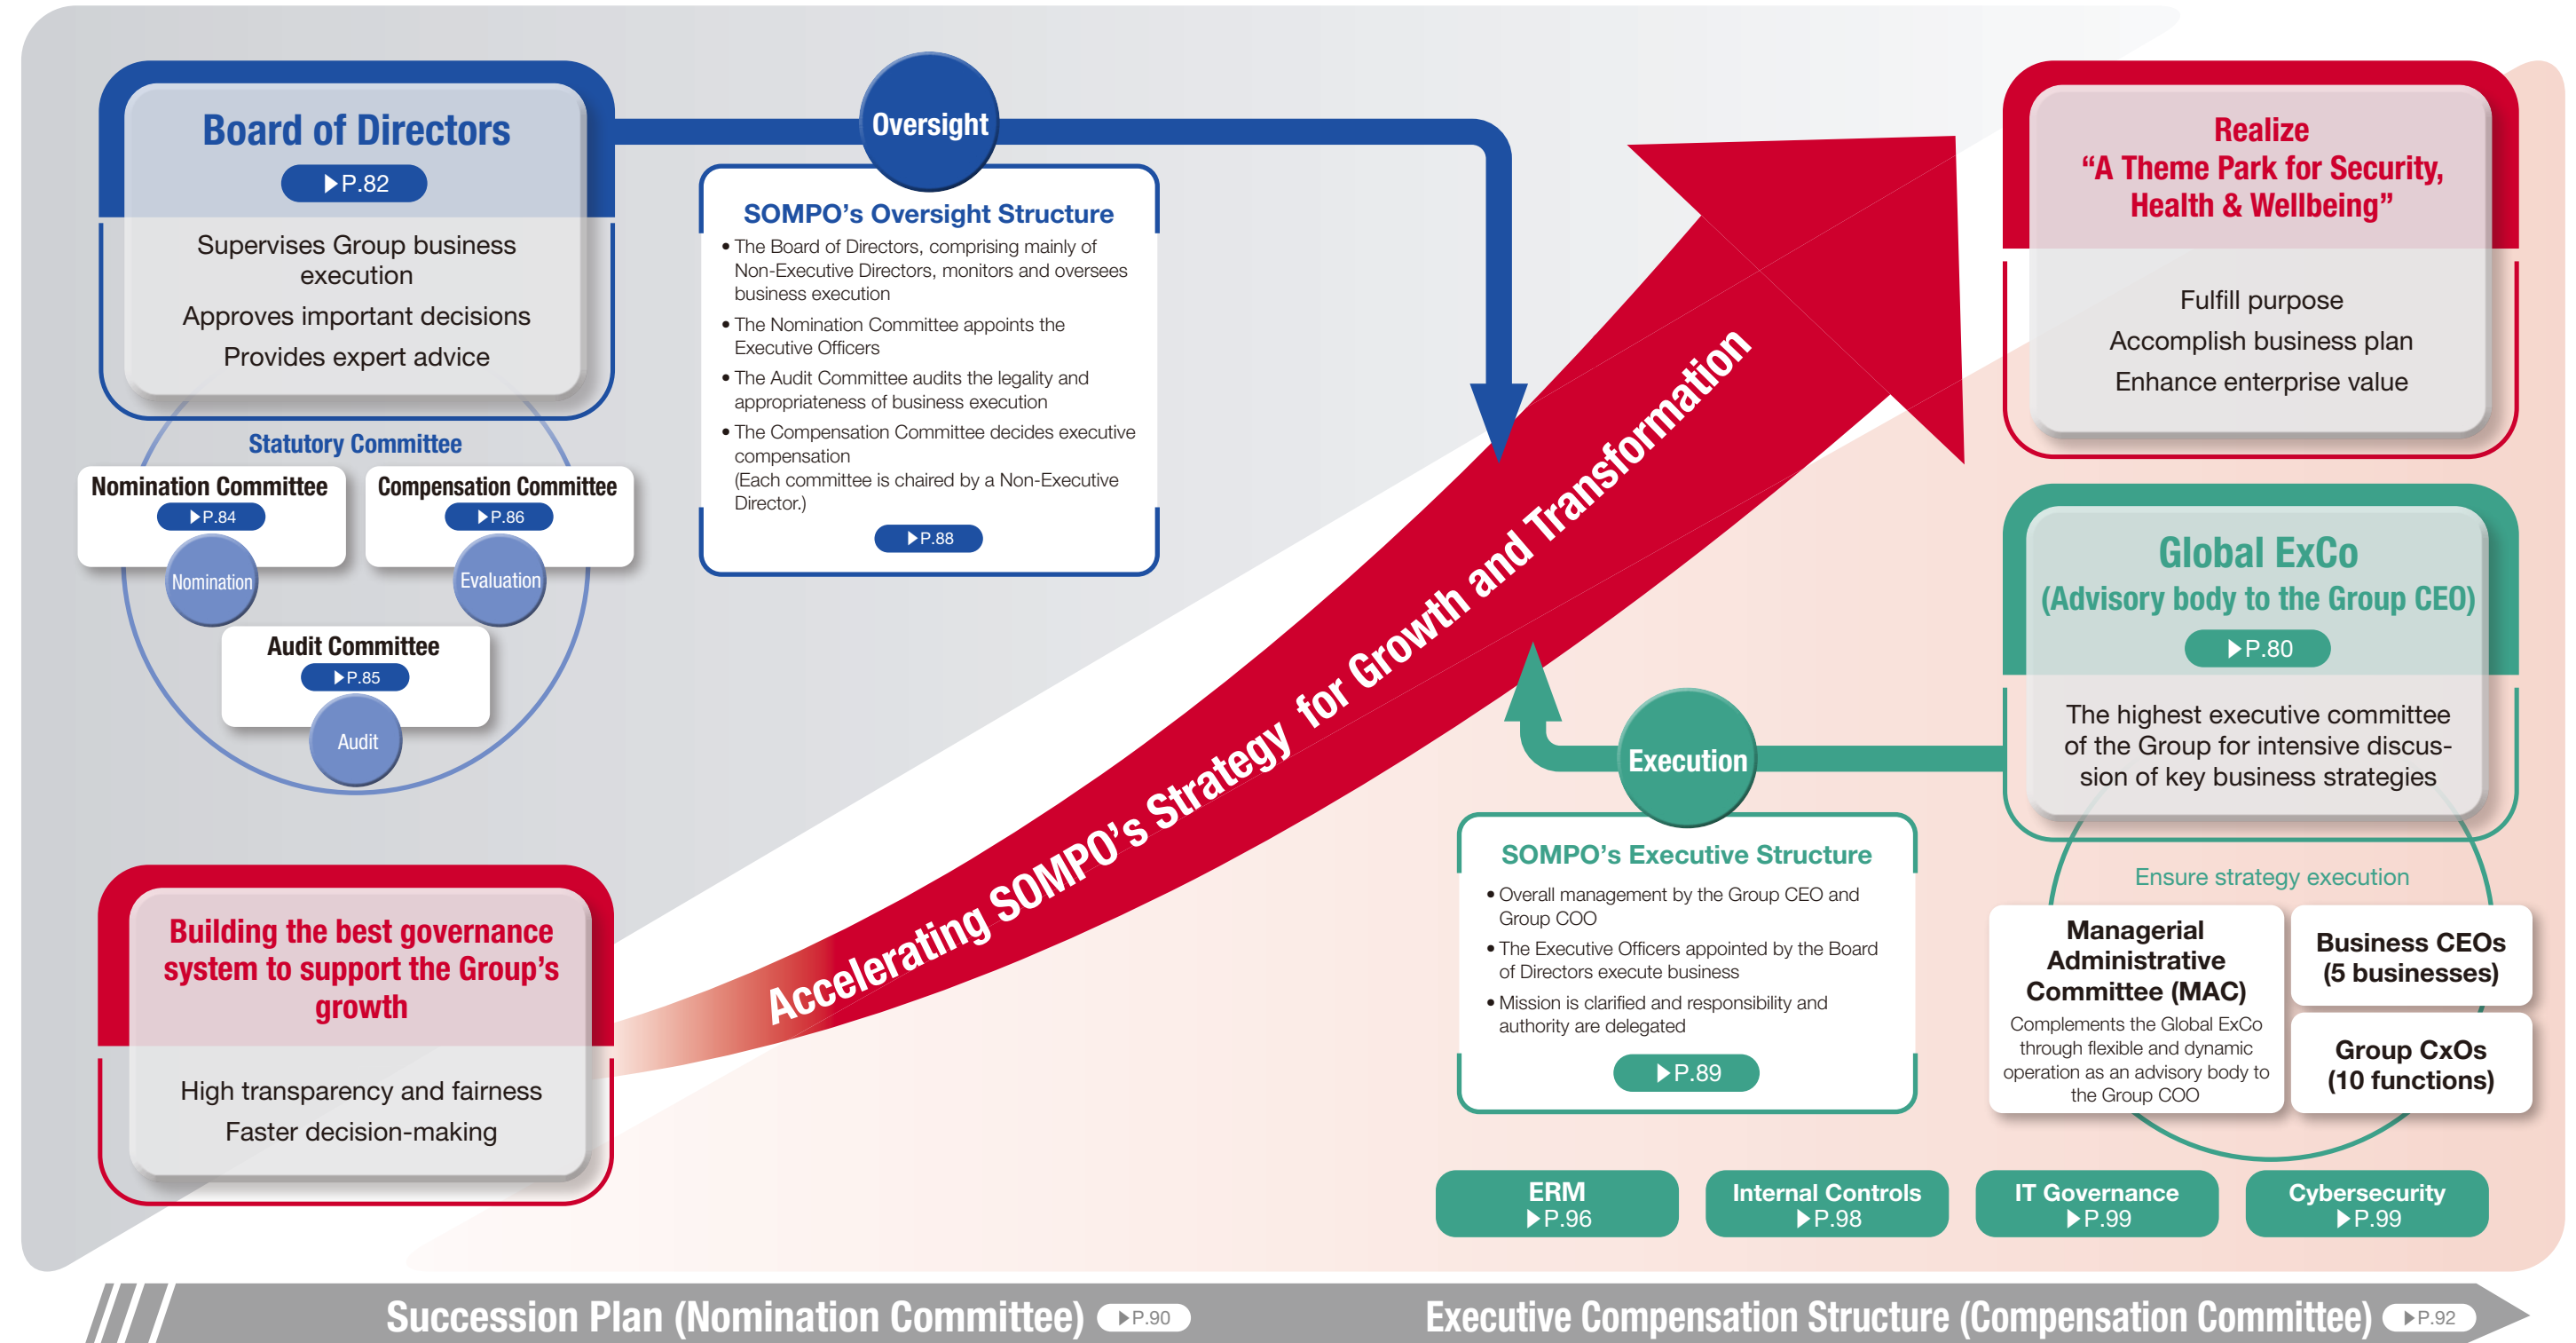 Board of Directors
▶P.82
Supervises Group business
execution
Approves important decisions
Provides expert advice
Statutory Committee
Nomination Committee
▶P.84
Nomination
Compensation Committee
▶P.86
Evaluation
Audit Committee
▶P.85
Audit
Oversight
SOMPO’s Oversight Structure
• The Board of Directors, comprising mainly of
Non-Executive Directors, monitors and oversees
business execution
• The Nomination Committee appoints the
Executive Officers
• The Audit Committee audits the legality and
appropriateness of business execution
• The Compensation Committee decides executive
compensation
(Each committee is chaired by a Non-Executive
Director.)
▶P.88
Building the best governance
system to support the Group’s
growth
High transparency and fairness
Faster decision-making
Accelerating SOMPO’s Strategy for Growth and Transformation
Realize
“A Theme Park for Security,
Health & Wellbeing”
Fulfill purpose
Accomplish business plan
Enhance enterprise value
Global ExCo
(Advisory body to the Group CEO)
▶P.80
The highest executive committee
of the Group for intensive discus-
sion of key business strategies
Execution
SOMPO’s Executive Structure
• Overall management by the Group CEO and
Group COO
• The Executive Officers appointed by the Board
of Directors execute business
• Mission is clarified and responsibility and
authority are delegated
▶P.89
Ensure strategy execution
Managerial
Administrative
Committee (MAC)
Complements the Global ExCo
through flexible and dynamic
operation as an advisory body to
the Group COO
Business CEOs
(5 businesses)
Group CxOs
(10 functions)
ERM
▶P.96
Internal Controls
▶P.98
IT Governance
▶P.99
Cybersecurity
▶P.99
Succession Plan (Nomination Committee) ▶P.90
Executive Compensation Structure (Compensation Committee) ▶P.92